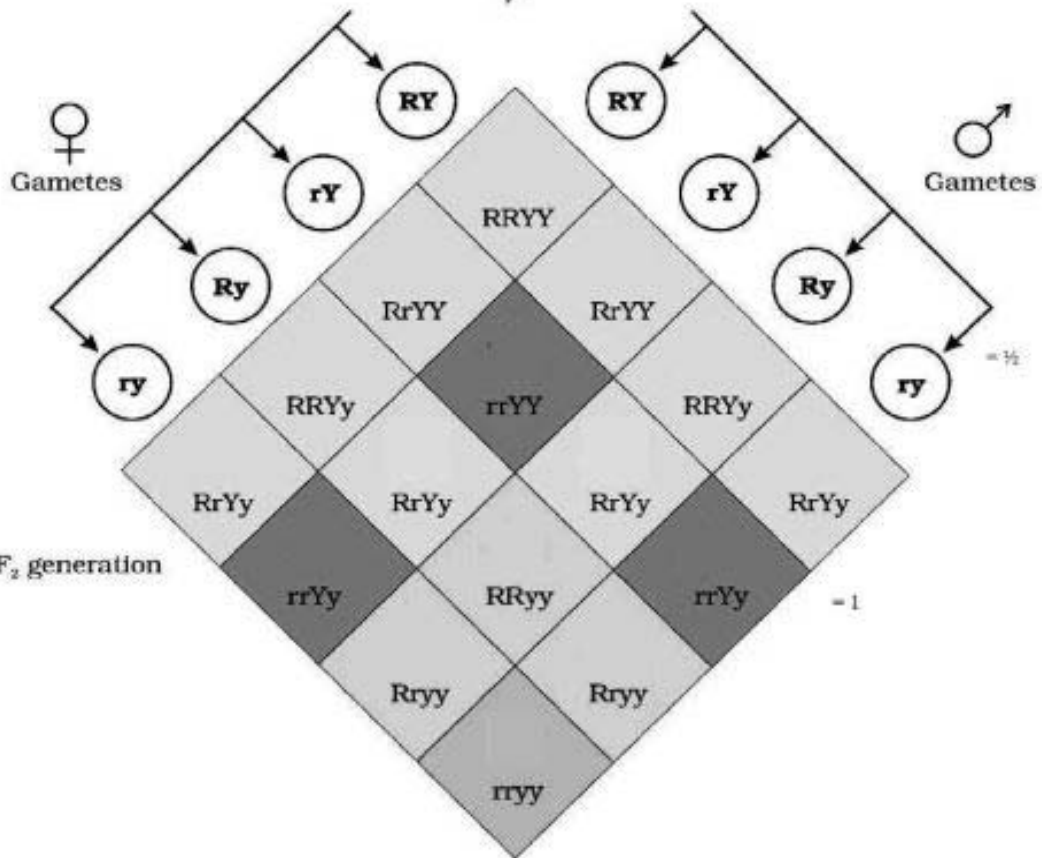 RY RY
Gametes rY rY Gametes
RRYY
Ry Ry
RrYY RrYY
= ½
ry ry
RRYy rrYY RRYy
RrYy RrYy RrYy RrYy
F₂ generation
rrYy RRyy rrYy
= 1
Rryy Rryy
rryy